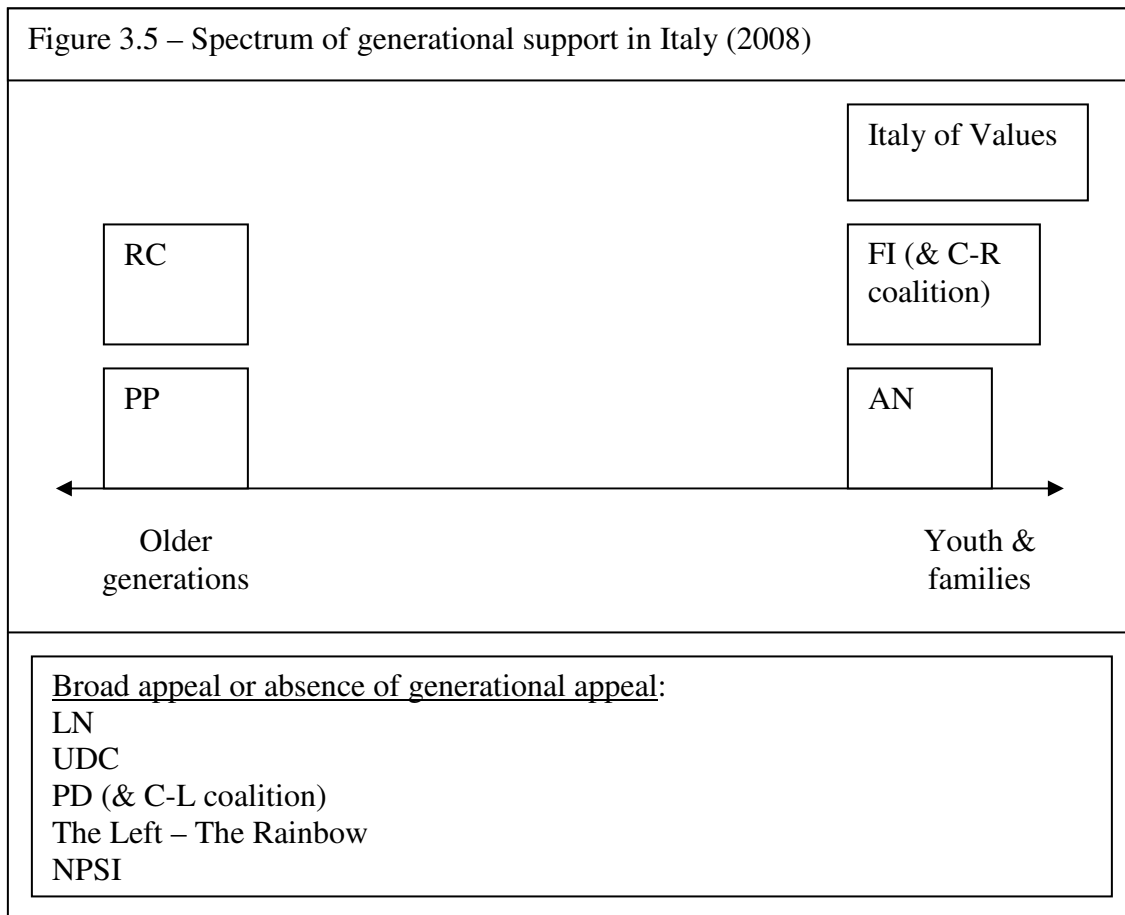 Figure 3.5 – Spectrum of generational support in Italy (2008)
Italy of Values
RC
FI (& C-R
coalition)
PP
AN
Older
generations
Youth &
families
Broad appeal or absence of generational appeal:
LN
UDC
PD (& C-L coalition)
The Left – The Rainbow
NPSI